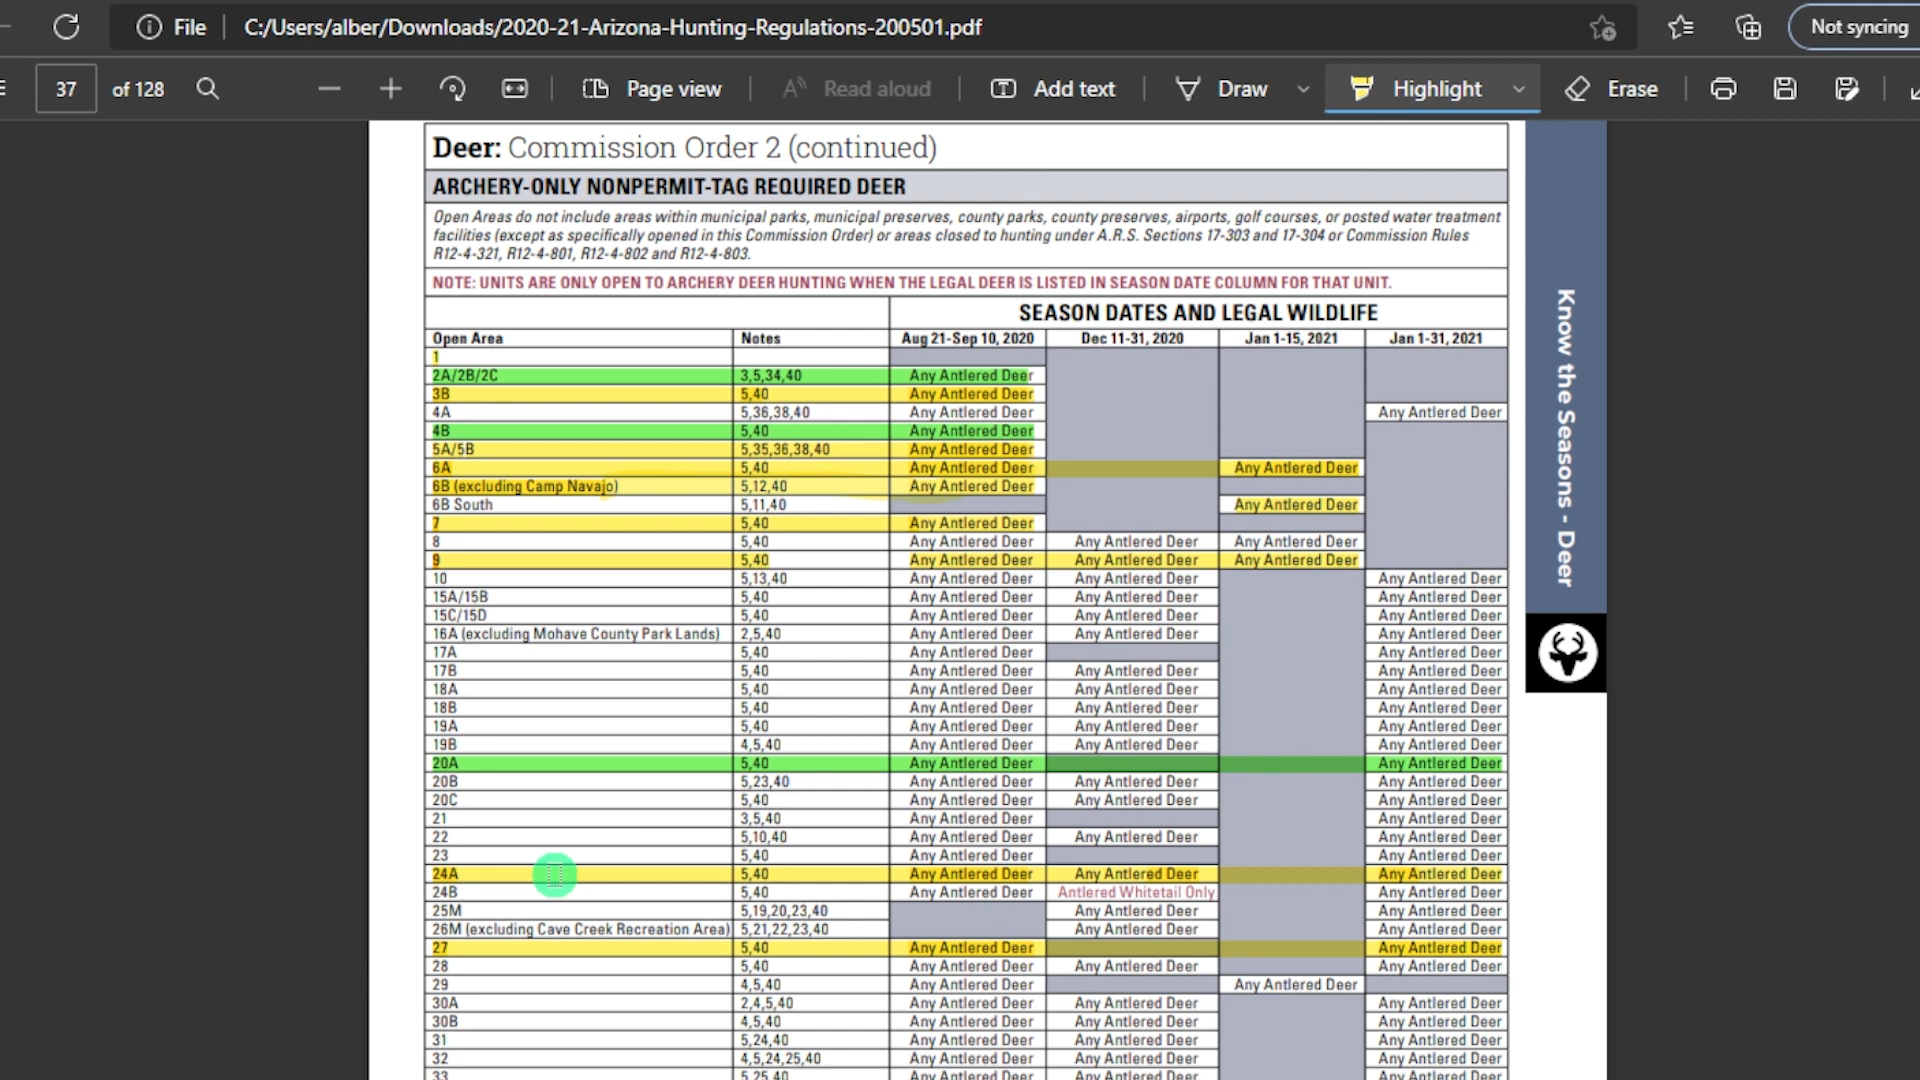 File C:/Users/alber/Downloads/2020-21-Arizona-Hunting-Regulations-200501.pdf Not syncing
37 of 128 Page view Read aloud Add text Draw Highlight Erase
Deer: Commission Order 2 (continued)
ARCHERY-ONLY NONPERMIT-TAG REQUIRED DEER
Open Areas do not include areas within municipal parks, municipal preserves, county parks, county preserves, airports, golf courses, or posted water treatment
facilities (except as specifically opened in this Commission Order) or areas closed to hunting under A.R.S. Sections 17-303 and 17-304 or Commission Rules
R12-4-321, R12-4-801, R12-4-802 and R12-4-803.
NOTE: UNITS ARE ONLY OPEN TO ARCHERY DEER HUNTING WHEN THE LEGAL DEER IS LISTED IN SEASON DATE COLUMN FOR THAT UNIT.
SEASON DATES AND LEGAL WILDLIFE
Open Area Notes Aug 21-Sep 10, 2020 Dec 11-31, 2020 Jan 1-15, 2021 Jan 1-31, 2021
1
2A/2B/2C 3,5,34,40 Any Antlered Deer
3B 5,40 Any Antlered Deer
4A 5,36,38,40 Any Antlered Deer Any Antlered Deer
4B 5,40 Any Antlered Deer
5A/5B 5,35,36,38,40 Any Antlered Deer
6A 5,40 Any Antlered Deer Any Antlered Deer
6B (excluding Camp Navajo) 5,12,40 Any Antlered Deer
6B South 5,11,40 Any Antlered Deer
7 5,40 Any Antlered Deer
8 5,40 Any Antlered Deer Any Antlered Deer Any Antlered Deer
9 5,40 Any Antlered Deer Any Antlered Deer Any Antlered Deer
10 5,13,40 Any Antlered Deer Any Antlered Deer Any Antlered Deer
15A/15B 5,40 Any Antlered Deer Any Antlered Deer Any Antlered Deer
15C/15D 5,40 Any Antlered Deer Any Antlered Deer Any Antlered Deer
16A (excluding Mohave County Park Lands) 2,5,40 Any Antlered Deer Any Antlered Deer Any Antlered Deer
17A 5,40 Any Antlered Deer Any Antlered Deer
17B 5,40 Any Antlered Deer Any Antlered Deer Any Antlered Deer
18A 5,40 Any Antlered Deer Any Antlered Deer Any Antlered Deer
18B 5,40 Any Antlered Deer Any Antlered Deer Any Antlered Deer
19A 5,40 Any Antlered Deer Any Antlered Deer Any Antlered Deer
19B 4,5,40 Any Antlered Deer Any Antlered Deer Any Antlered Deer
20A 5,40 Any Antlered Deer Any Antlered Deer
20B 5,23,40 Any Antlered Deer Any Antlered Deer Any Antlered Deer
20C 5,40 Any Antlered Deer Any Antlered Deer Any Antlered Deer
21 3,5,40 Any Antlered Deer Any Antlered Deer
22 5,10,40 Any Antlered Deer Any Antlered Deer Any Antlered Deer
23 5,40 Any Antlered Deer Any Antlered Deer
24A 5,40 Any Antlered Deer Any Antlered Deer Any Antlered Deer
24B 5,40 Any Antlered Deer Antlered Whitetail Only Any Antlered Deer
25M 5,19,20,23,40 Any Antlered Deer Any Antlered Deer
26M (excluding Cave Creek Recreation Area) 5,21,22,23,40 Any Antlered Deer Any Antlered Deer
27 5,40 Any Antlered Deer Any Antlered Deer
28 5,40 Any Antlered Deer Any Antlered Deer Any Antlered Deer
29 4,5,40 Any Antlered Deer Any Antlered Deer
30A 2,4,5,40 Any Antlered Deer Any Antlered Deer Any Antlered Deer
30B 4,5,40 Any Antlered Deer Any Antlered Deer Any Antlered Deer
31 5,24,40 Any Antlered Deer Any Antlered Deer Any Antlered Deer
32 4,5,24,25,40 Any Antlered Deer Any Antlered Deer Any Antlered Deer
33 5,25,40 Any Antlered Deer Any Antlered Deer Any Antlered Deer
Know the Seasons - Deer